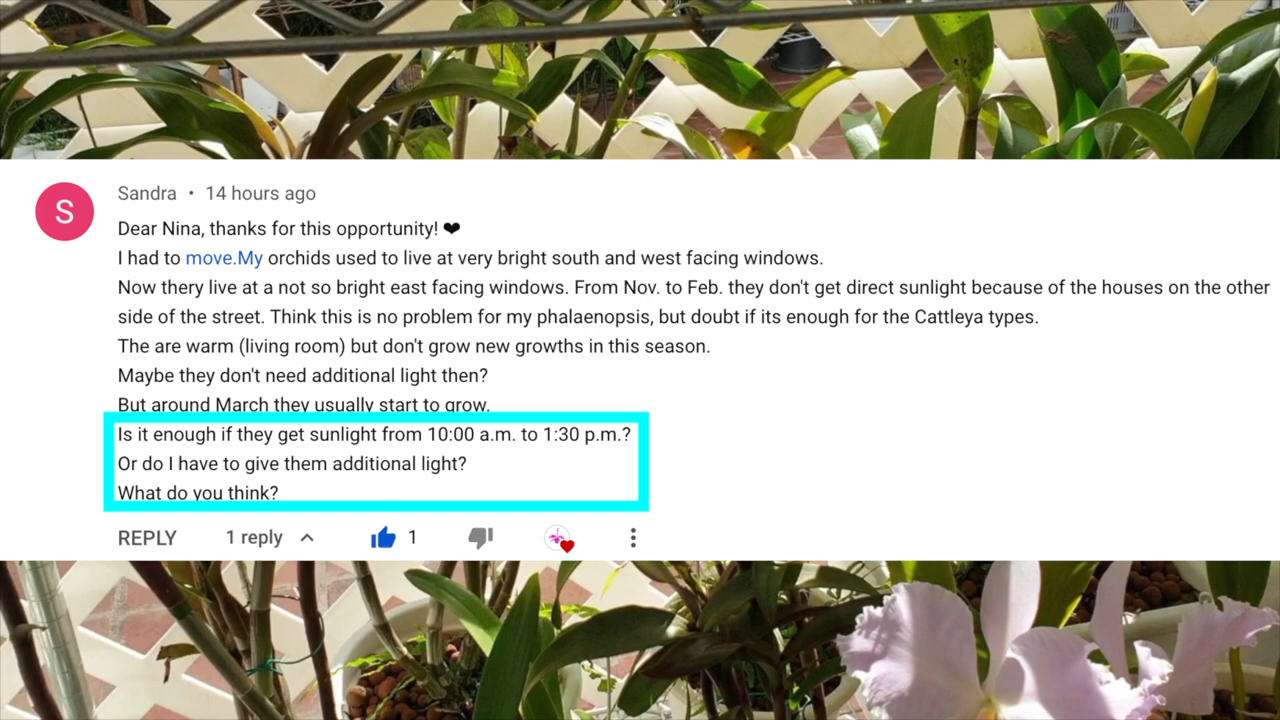 S
Sandra • 14 hours ago
Dear Nina, thanks for this opportunity! ❤
I had to move.My orchids used to live at very bright south and west facing windows.
Now thery live at a not so bright east facing windows. From Nov. to Feb. they don't get direct sunlight because of the houses on the other
side of the street. Think this is no problem for my phalaenopsis, but doubt if its enough for the Cattleya types.
The are warm (living room) but don't grow new growths in this season.
Maybe they don't need additional light then?
But around March they usually start to grow.
Is it enough if they get sunlight from 10:00 a.m. to 1:30 p.m.?
Or do I have to give them additional light?
What do you think?
REPLY 1 reply 1